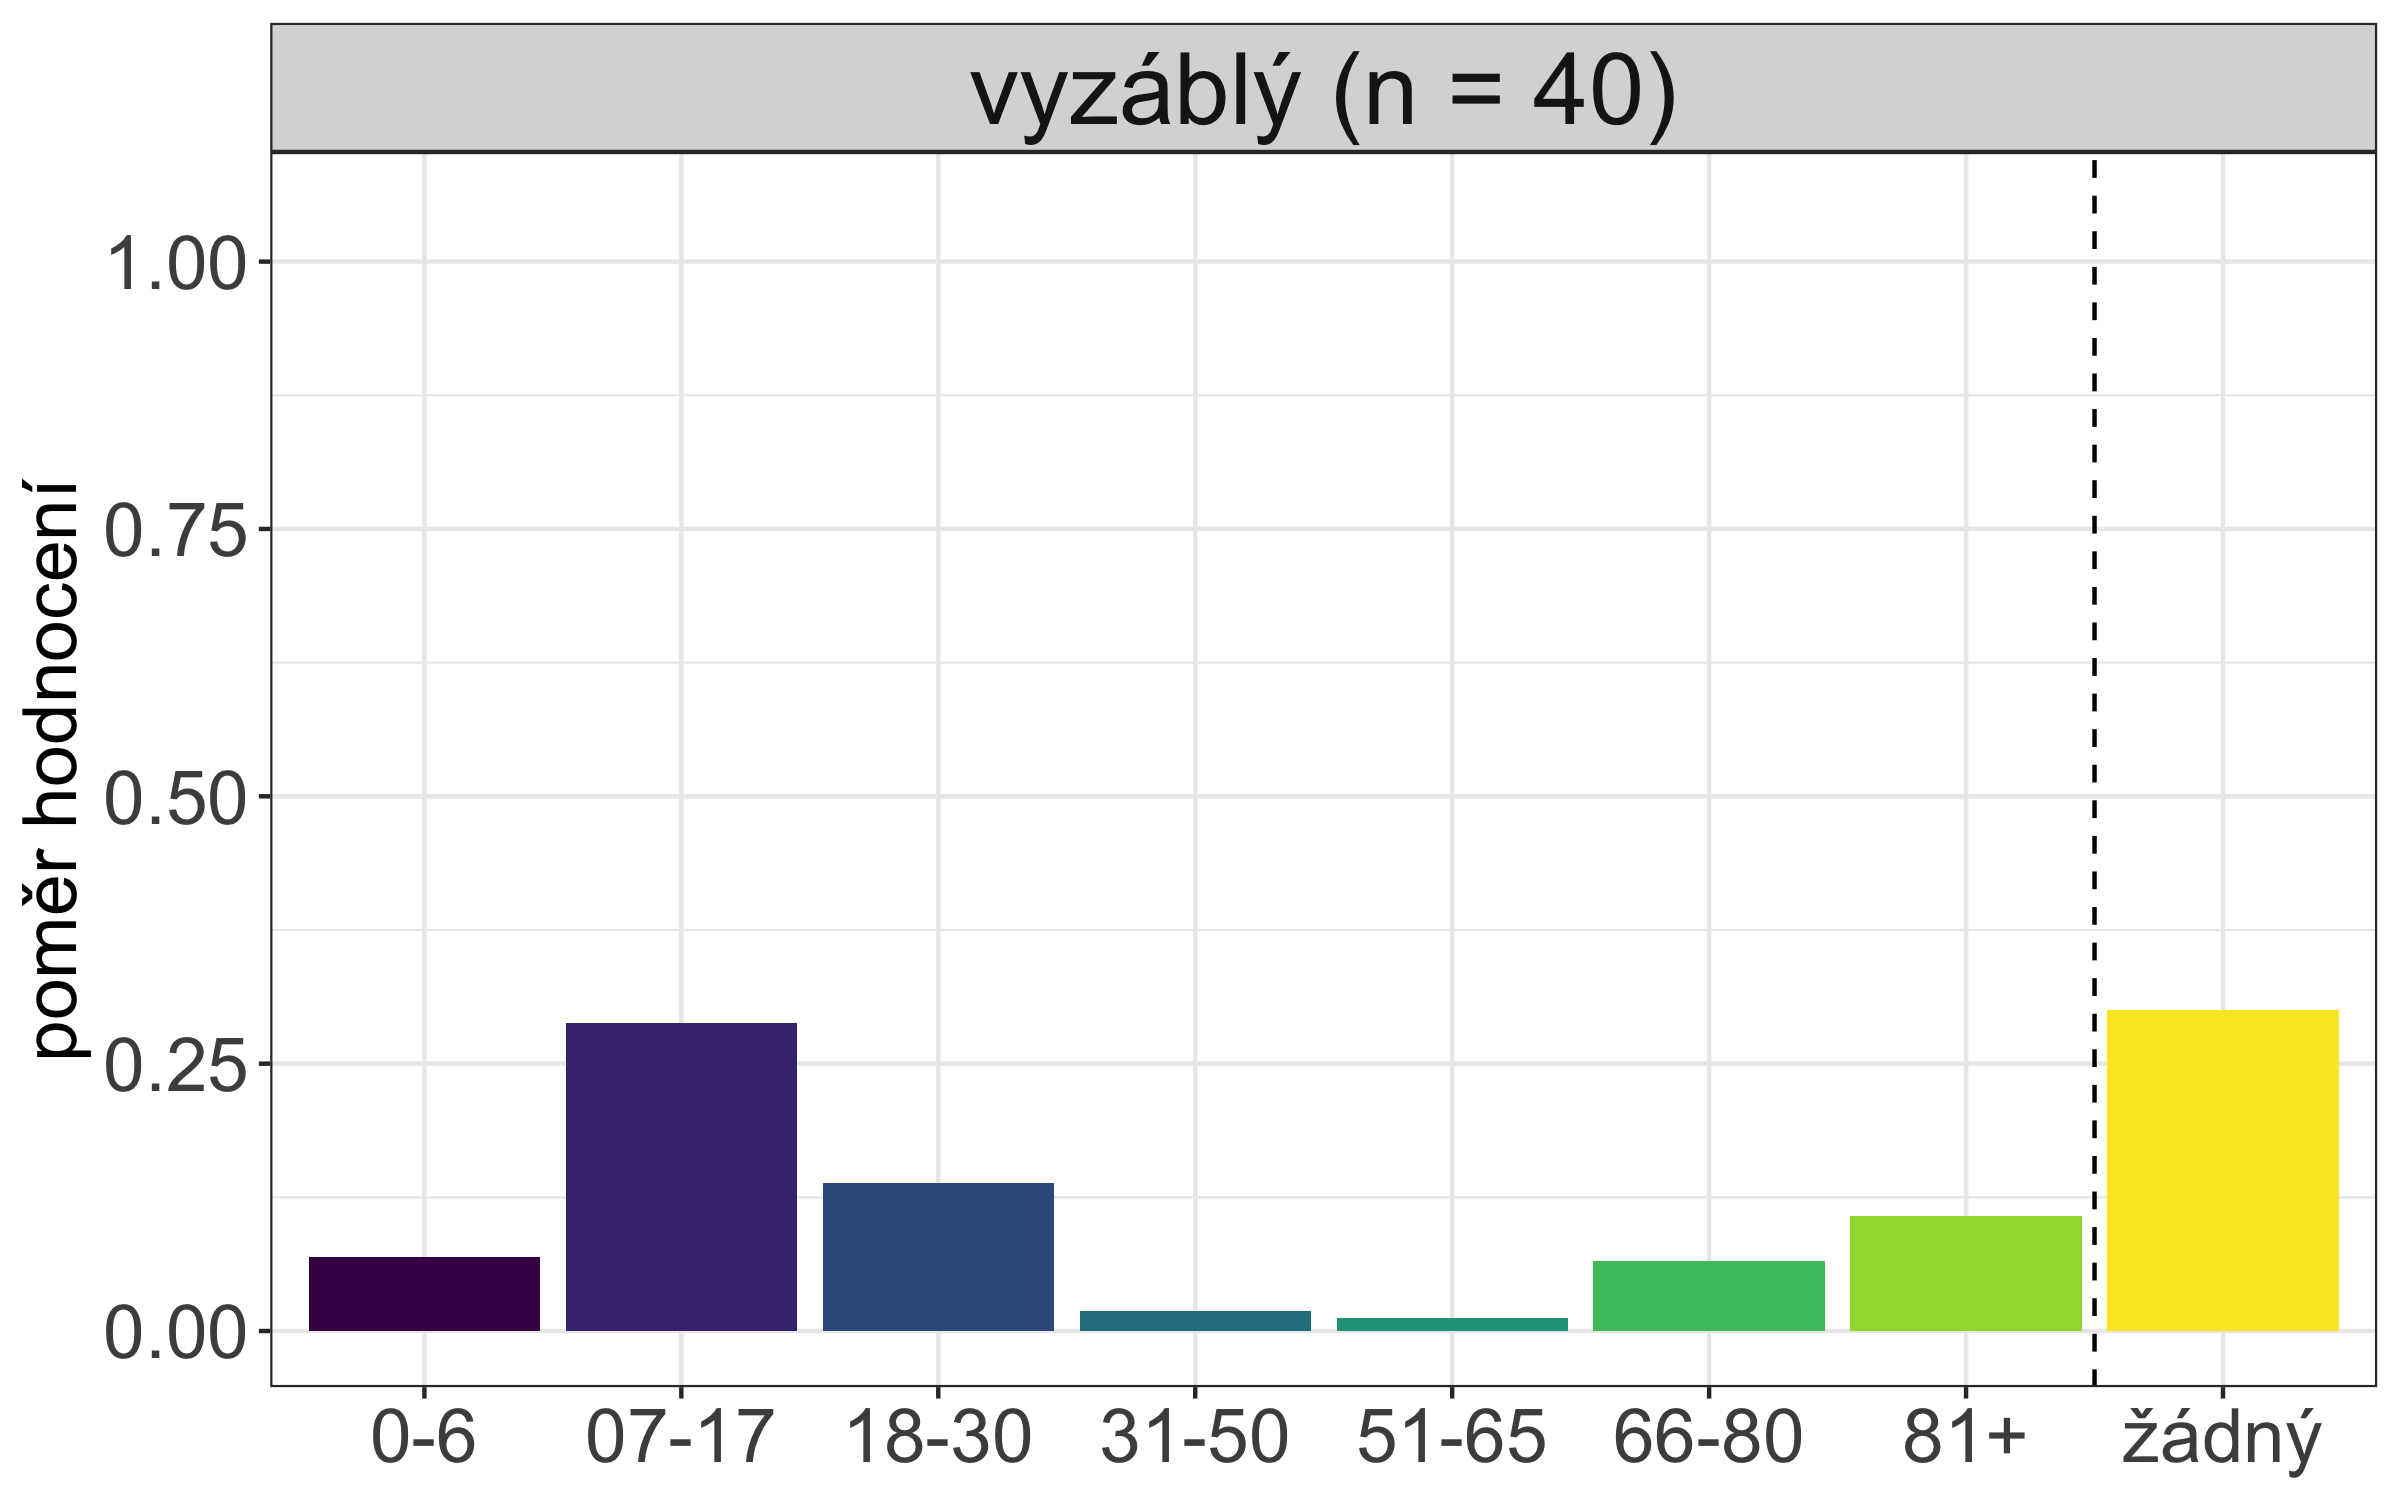 vyzáblý (n = 40)
poměr hodnocení
1.00
0.75
0.50
0.25
0.00
0-6 07-17 18-30 31-50 51-65 66-80 81+ žádný